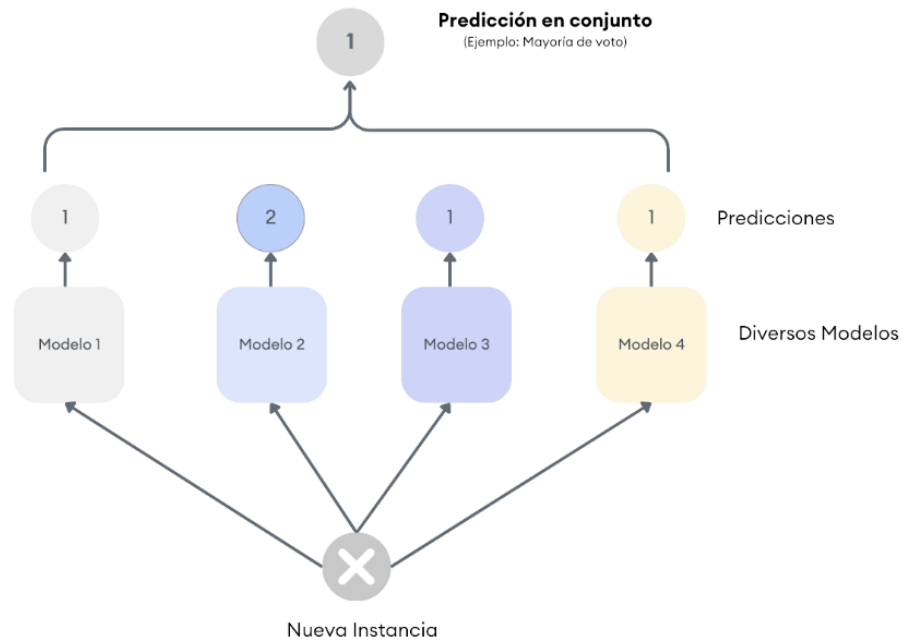 Predicción en conjunto
(Ejemplo: Mayoría de voto)
1
1
2
1
1
Predicciones
Modelo 1
Modelo 2
Modelo 3
Modelo 4
Diversos Modelos
Nueva Instancia